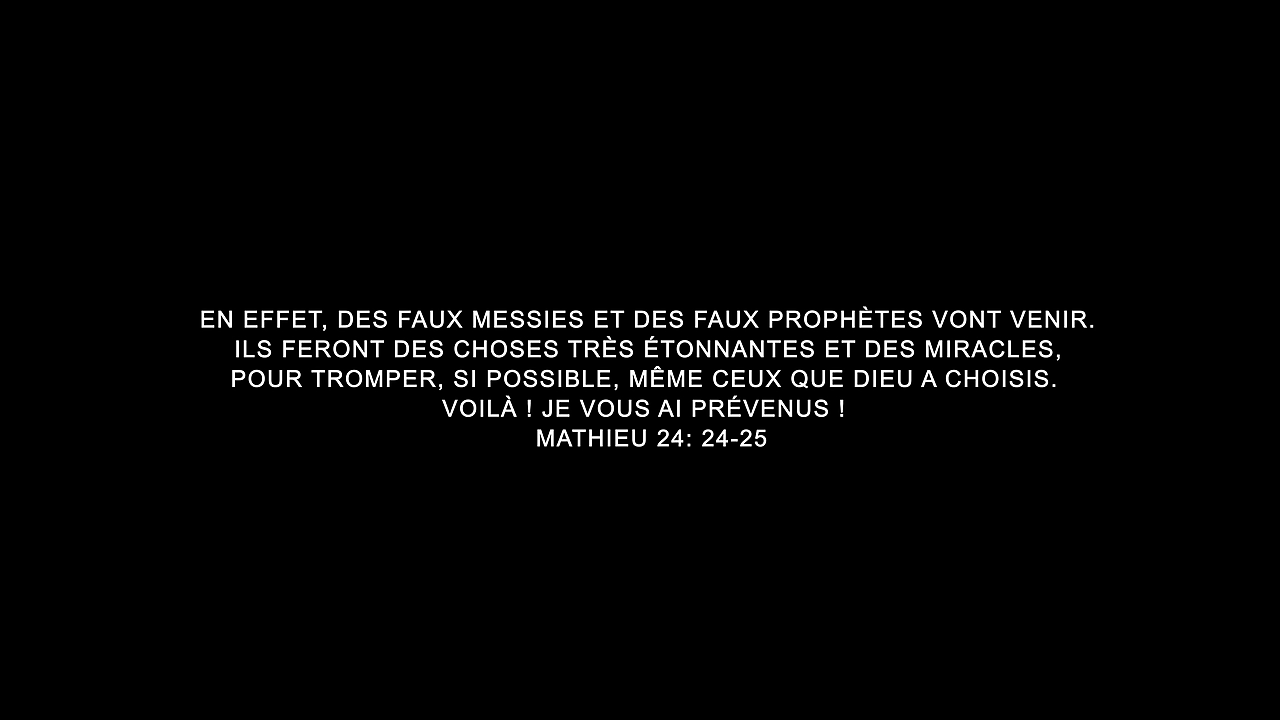 EN EFFET, DES FAUX MESSIES ET DES FAUX PROPHÈTES VONT VENIR.
ILS FERONT DES CHOSES TRÈS ÉTONNANTES ET DES MIRACLES,
POUR TROMPER, SI POSSIBLE, MÊME CEUX QUE DIEU A CHOISIS.
VOILÀ ! JE VOUS AI PRÉVENUS !
MATHIEU 24: 24-25